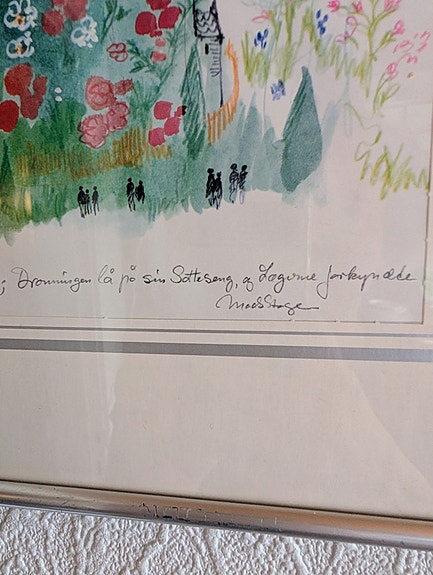 ; Dronningen lå på sin Sotteseng, og Lægerne forkyndte
Mads Stage